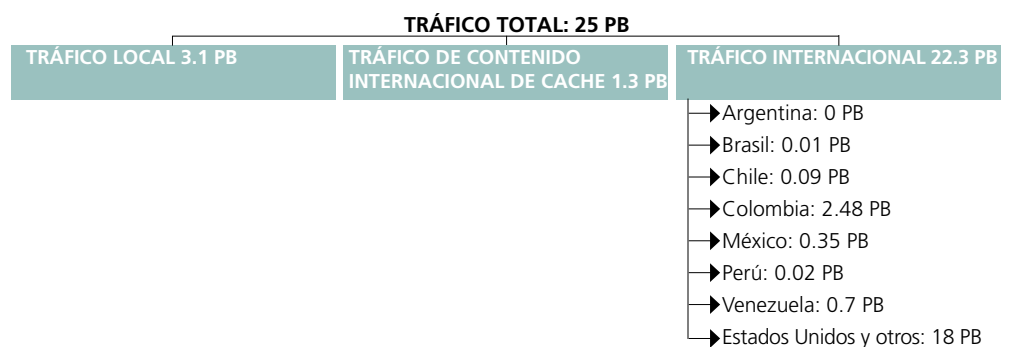 TRÁFICO TOTAL: 25 PB
TRÁFICO LOCAL 3.1 PB
TRÁFICO DE CONTENIDO
INTERNACIONAL DE CACHE 1.3 PB
TRÁFICO INTERNACIONAL 22.3 PB
Argentina: 0 PB
Brasil: 0.01 PB
Chile: 0.09 PB
Colombia: 2.48 PB
México: 0.35 PB
Perú: 0.02 PB
Venezuela: 0.7 PB
Estados Unidos y otros: 18 PB